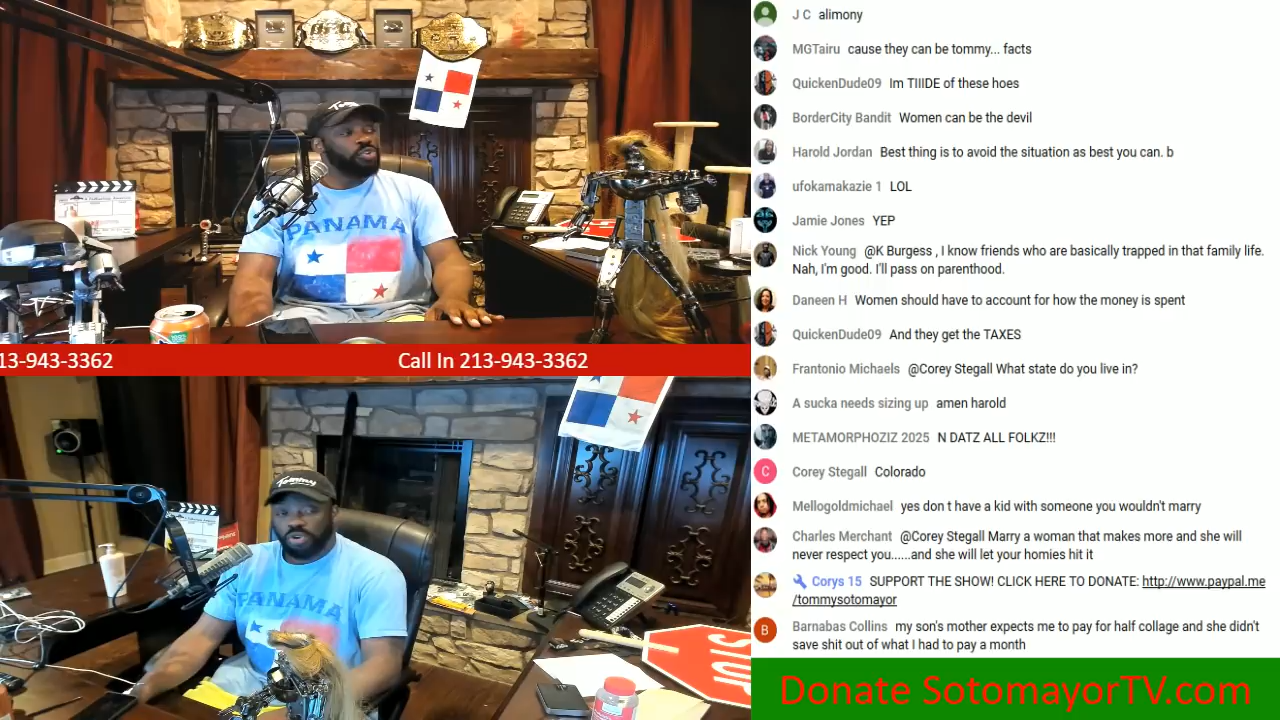 Tommy
PANAMA
13-943-3362
Call In 213-943-3362
Tommy
PANAMA
STOP
J C alimony
MGTairu cause they can be tommy... facts
QuickenDude09 Im TIIIDE of these hoes
BorderCity Bandit Women can be the devil
Harold Jordan Best thing is to avoid the situation as best you can. b
ufokamakazie 1 LOL
Jamie Jones YEP
Nick Young @K Burgess , I know friends who are basically trapped in that family life.
Nah, I'm good. I'll pass on parenthood.
Daneen H Women should have to account for how the money is spent
QuickenDude09 And they get the TAXES
Frantonio Michaels @Corey Stegall What state do you live in?
A sucka needs sizing up amen harold
METAMORPHOZIZ 2025 N DATZ ALL FOLKZ!!!
C Corey Stegall Colorado
Mellogoldmichael yes don t have a kid with someone you wouldn't marry
Charles Merchant @Corey Stegall Marry a woman that makes more and she will
never respect you......and she will let your homies hit it
Corys 15 SUPPORT THE SHOW! CLICK HERE TO DONATE: http://www.paypal.me
/tommysotomayor
B Barnabas Collins my son's mother expects me to pay for half collage and she didn't
save shit out of what I had to pay a month
Donate SotomayorTV.com